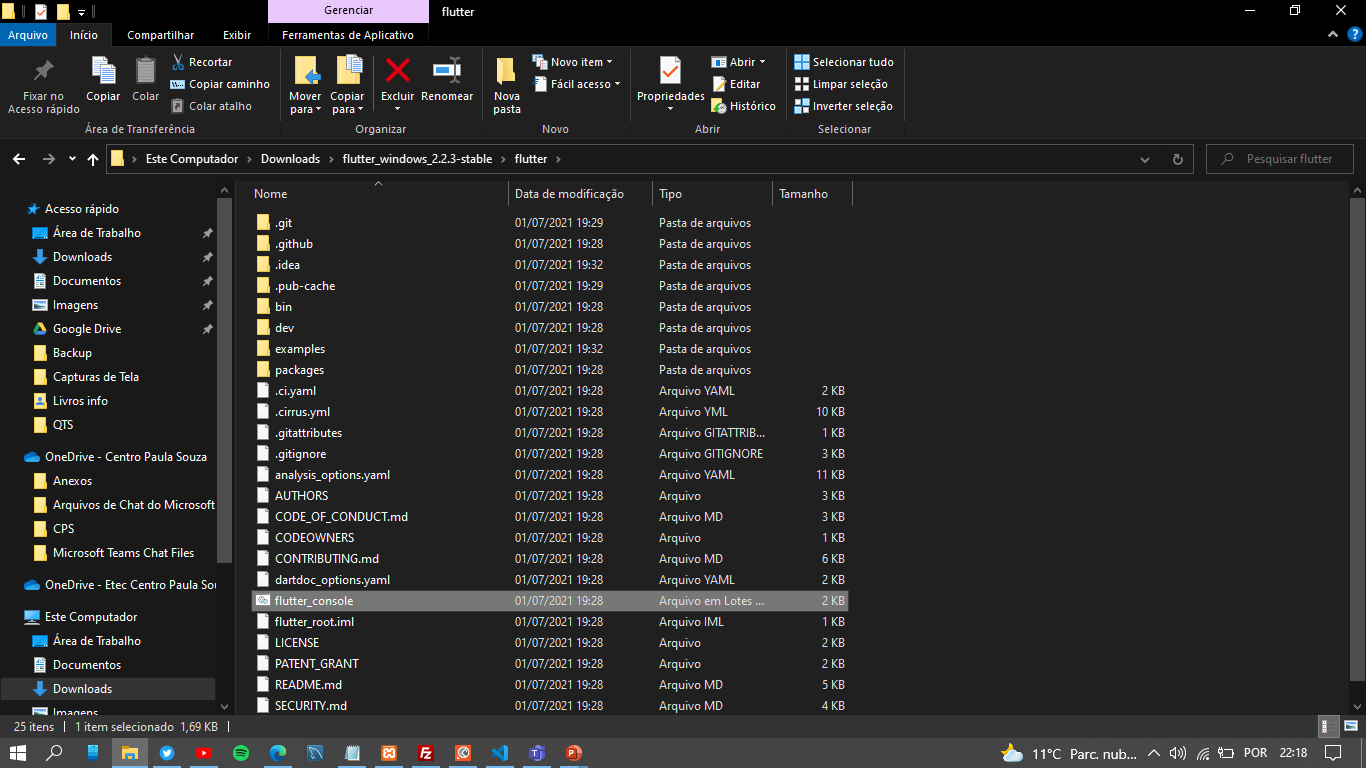 Gerenciar
flutter
Arquivo
Início
Compartilhar
Exibir
Ferramentas de Aplicativo
Fixar no
Acesso rápido
Copiar
Colar
Recortar
Copiar caminho
Colar atalho
Área de Transferência
Mover
para
Copiar
para
Excluir
Renomear
Organizar
Nova
pasta
Novo item
Fácil acesso
Novo
Propriedades
Abrir
Editar
Histórico
Abrir
Selecionar tudo
Limpar seleção
Inverter seleção
Selecionar
Este Computador
Downloads
flutter_windows_2.2.3-stable
flutter
Pesquisar flutter
Acesso rápido
Área de Trabalho
Downloads
Documentos
Imagens
Google Drive
Backup
Capturas de Tela
Livros info
QTS
OneDrive - Centro Paula Souza
Anexos
Arquivos de Chat do Microsoft
CPS
Microsoft Teams Chat Files
OneDrive - Etec Centro Paula Sou
Este Computador
Área de Trabalho
Documentos
Downloads
Imagens
Nome Data de modificação Tipo Tamanho
.git 01/07/2021 19:29 Pasta de arquivos
.github 01/07/2021 19:28 Pasta de arquivos
.idea 01/07/2021 19:32 Pasta de arquivos
.pub-cache 01/07/2021 19:29 Pasta de arquivos
bin 01/07/2021 19:28 Pasta de arquivos
dev 01/07/2021 19:28 Pasta de arquivos
examples 01/07/2021 19:32 Pasta de arquivos
packages 01/07/2021 19:28 Pasta de arquivos
.ci.yaml 01/07/2021 19:28 Arquivo YAML 2 KB
.cirrus.yml 01/07/2021 19:28 Arquivo YML 10 KB
.gitattributes 01/07/2021 19:28 Arquivo GITATTRIB... 1 KB
.gitignore 01/07/2021 19:28 Arquivo GITIGNORE 3 KB
analysis_options.yaml 01/07/2021 19:28 Arquivo YAML 11 KB
AUTHORS 01/07/2021 19:28 Arquivo 3 KB
CODE_OF_CONDUCT.md 01/07/2021 19:28 Arquivo MD 3 KB
CODEOWNERS 01/07/2021 19:28 Arquivo 1 KB
CONTRIBUTING.md 01/07/2021 19:28 Arquivo MD 6 KB
dartdoc_options.yaml 01/07/2021 19:28 Arquivo YAML 2 KB
flutter_console 01/07/2021 19:28 Arquivo em Lotes ... 2 KB
flutter_root.iml 01/07/2021 19:28 Arquivo IML 1 KB
LICENSE 01/07/2021 19:28 Arquivo 2 KB
PATENT_GRANT 01/07/2021 19:28 Arquivo 2 KB
README.md 01/07/2021 19:28 Arquivo MD 5 KB
SECURITY.md 01/07/2021 19:28 Arquivo MD 4 KB
25 itens 1 item selecionado 1,69 KB
11°C Parc. nub... POR 22:18